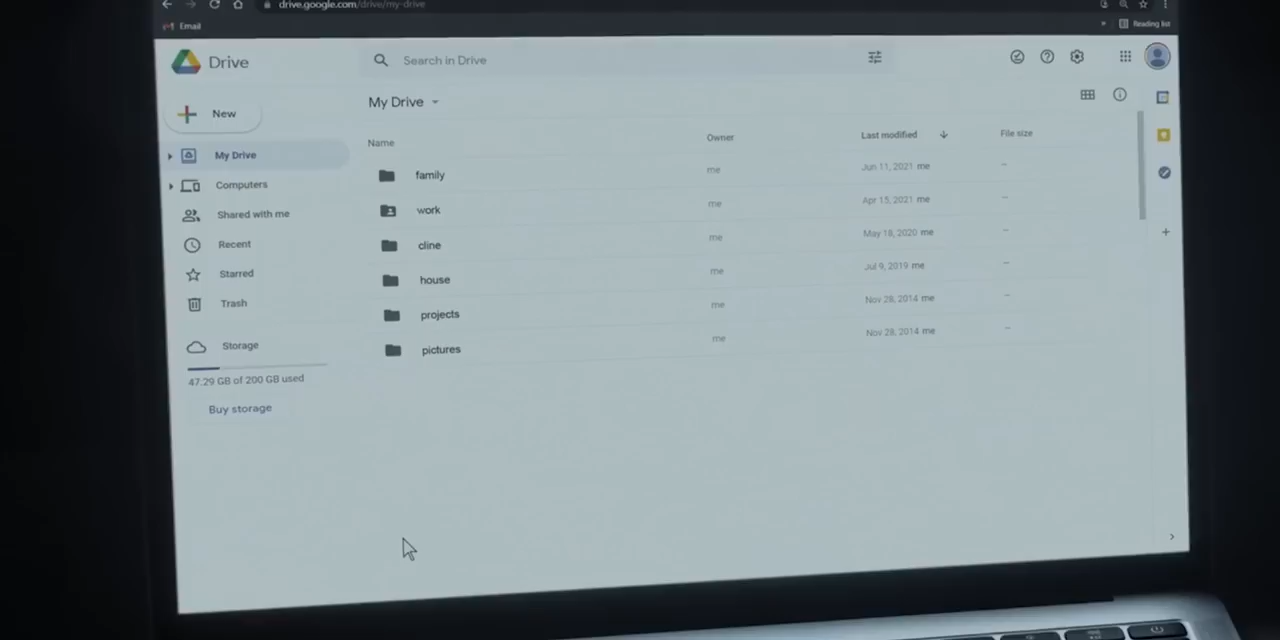 drive.google.com/drive/my-drive
Email
Reading list
Drive
Search in Drive
New
My Drive
Name
Owner
Last modified
File size
My Drive
Computers
Shared with me
Recent
Starred
Trash
Storage
47.29 GB of 200 GB used
Buy storage
family me Jun 11, 2021 me –
work me Apr 15, 2021 me –
cline me May 18, 2020 me –
house me Jul 9, 2019 me –
projects me Nov 28, 2014 me –
pictures me Nov 28, 2014 me –